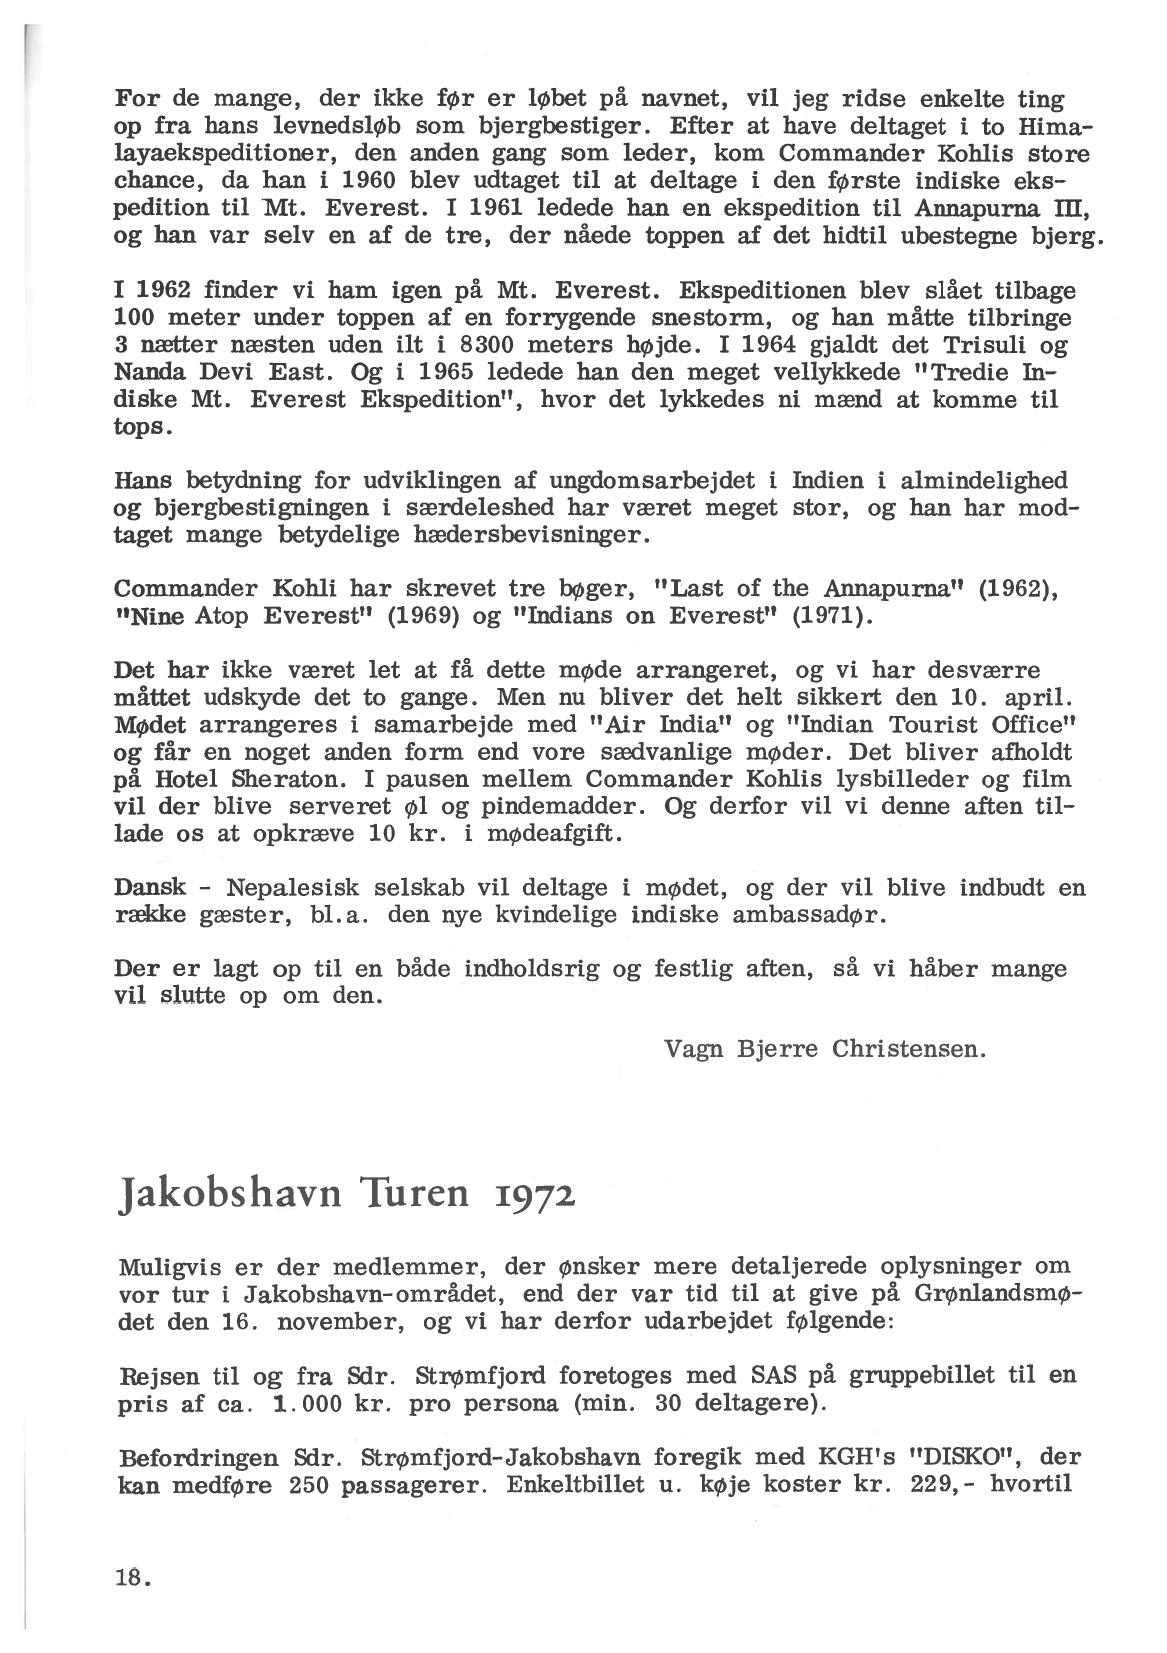 For de mange, der ikke før er løbet på navnet, vil jeg ridse enkelte ting
op fra hans levnedsløb som bjergbestiger. Efter at have deltaget i to Hima-
layaekspeditioner, den anden gang som leder, kom Commander Kohlis store
chance, da han i 1960 blev udtaget til at deltage i den første indiske eks-
pedition til Mt. Everest. I 1961 ledede han en ekspedition til Annapurna III,
og han var selv en af de tre, der nåede toppen af det hidtil ubestegne bjerg.

I 1962 finder vi ham igen på Mt. Everest. Ekspeditionen blev slået tilbage
100 meter under toppen af en forrygende snestorm, og han måtte tilbringe
3 nætter næsten uden ilt i 8300 meters højde. I 1964 gjaldt det Trisuli og
Nanda Devi East. Og i 1965 ledede han den meget vellykkede "Tredie In-
diske Mt. Everest Ekspedition", hvor det lykkedes ni mænd at komme til
tops.

Hans betydning for udviklingen af ungdomsarbejdet i Indien i almindelighed
og bjergbestigningen i særdeleshed har været meget stor, og han har mod-
taget mange betydelige hædersbevisninger.

Commander Kohli har skrevet tre bøger, "Last of the Annapurna" (1962),
"Nine Atop Everest" (1969) og "Indians on Everest" (1971).

Det har ikke været let at få dette møde arrangeret, og vi har desværre
måttet udskyde det to gange. Men nu bliver det helt sikkert den 10. april.
Mødet arrangeres i samarbejde med "Air India" og "Indian Tourist Office"
og får en noget anden form end vore sædvanlige møder. Det bliver afholdt
på Hotel Sheraton. I pausen mellem Commander Kohlis lysbilleder og film
vil der blive serveret øl og pindemadder. Og derfor vil vi denne aften til-
lade os at opkræve 10 kr. i mødeafgift.

Dansk - Nepalesisk selskab vil deltage i mødet, og der vil blive indbudt en
række gæster, bl.a. den nye kvindelige indiske ambassadør.

Der er lagt op til en både indholdsrig og festlig aften, så vi håber mange
vil slutte op om den.

Vagn Bjerre Christensen.

Jakobshavn Turen 1972

Muligvis er der medlemmer, der ønsker mere detaljerede oplysninger om
vor tur i Jakobshavn-området, end der var tid til at give på Grønlandsmø-
det den 16. november, og vi har derfor udarbejdet følgende:

Rejsen til og fra Sdr. Strømfjord foretoges med SAS på gruppebillet til en
pris af ca. 1.000 kr. pro persona (min. 30 deltagere).

Befordringen Sdr. Strømfjord-Jakobshavn foregik med KGH's "DISKO", der
kan medføre 250 passagerer. Enkeltbillet u. køje koster kr. 229,- hvortil

18.